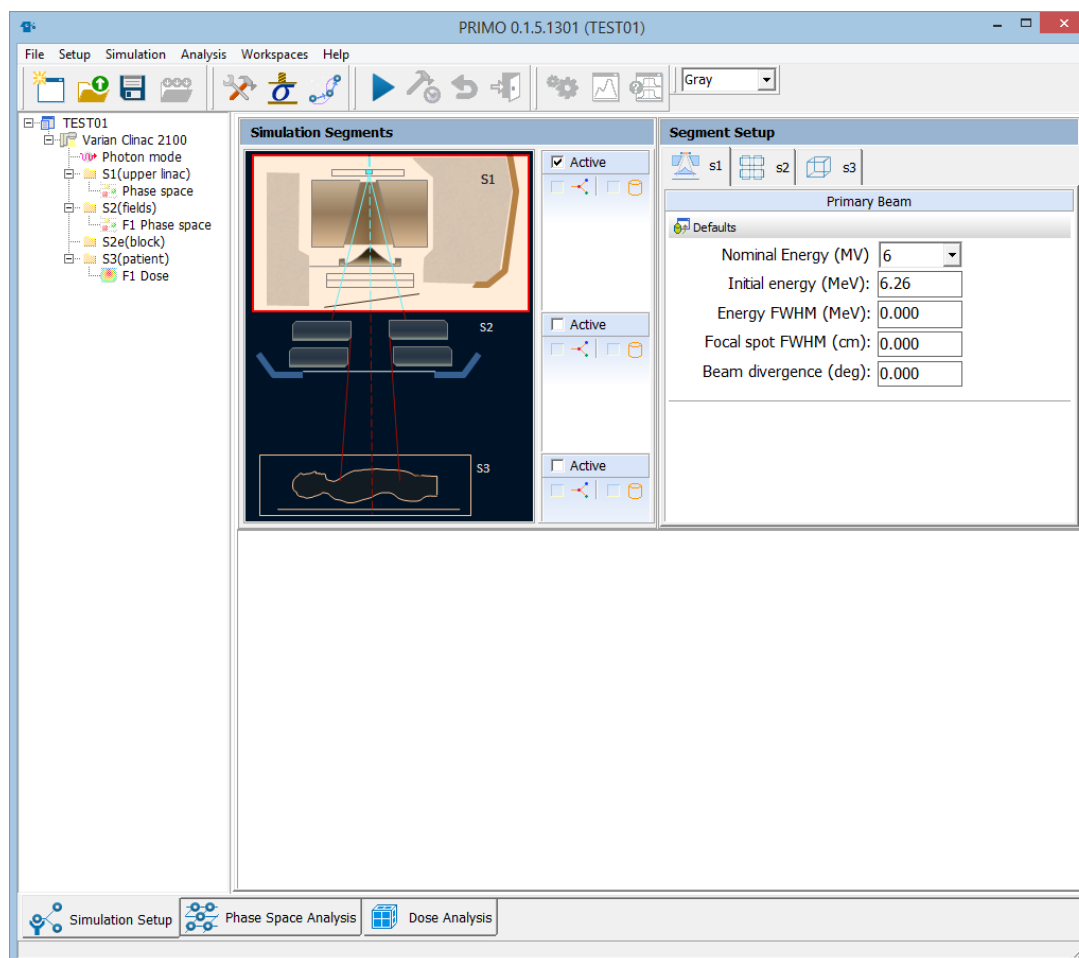 PRIMO 0.1.5.1301 (TEST01)
File Setup Simulation Analysis Workspaces Help
Gray
TEST01
Varian Clinac 2100
Photon mode
S1(upper linac)
Phase space
S2(fields)
F1 Phase space
S2e(block)
S3(patient)
F1 Dose
Simulation Segments
S1
Active
S2
Active
S3
Active
Segment Setup
s1 s2 s3
Primary Beam
Defaults
Nominal Energy (MV) 6
Initial energy (MeV): 6.26
Energy FWHM (MeV): 0.000
Focal spot FWHM (cm): 0.000
Beam divergence (deg): 0.000
Simulation Setup Phase Space Analysis Dose Analysis